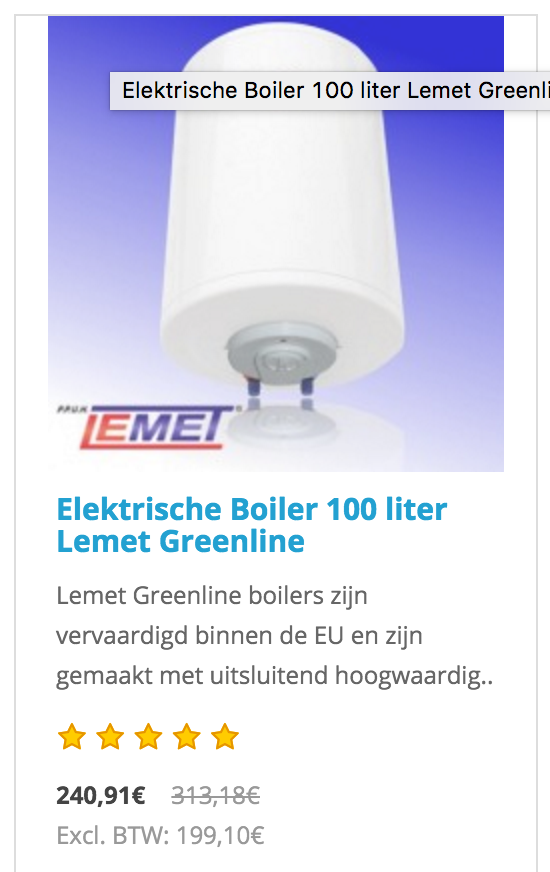 Elektrische Boiler 100 liter Lemet Greenli
P.P.U.H.
LEMET®
Elektrische Boiler 100 liter
Lemet Greenline
Lemet Greenline boilers zijn
vervaardigd binnen de EU en zijn
gemaakt met uitsluitend hoogwaardig..
240,91€ 313,18€
Excl. BTW: 199,10€